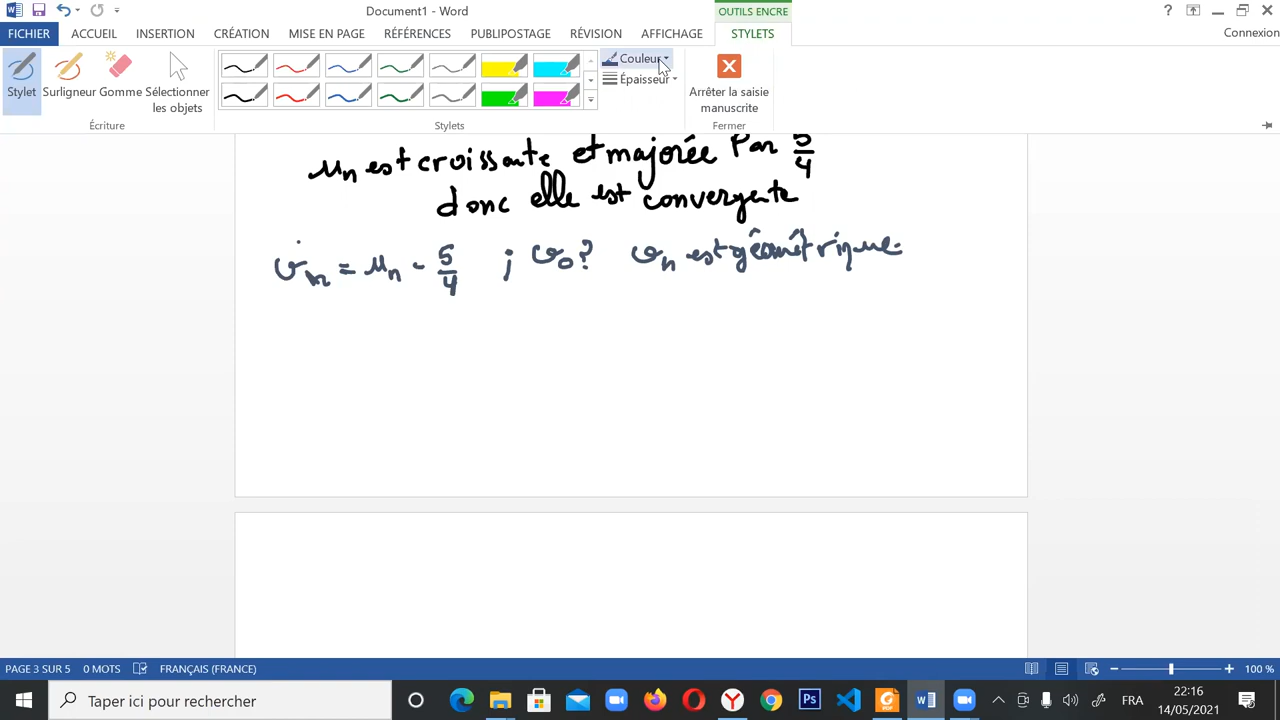 Document1 - Word
OUTILS ENCRE
FICHIER ACCUEIL INSERTION CRÉATION MISE EN PAGE RÉFÉRENCES PUBLIPOSTAGE RÉVISION AFFICHAGE STYLETS
Connexion
Stylet Surligneur Gomme Sélectionner les objets
Couleur
Épaisseur
Arrêter la saisie manuscrite
Écriture Stylets Fermer
un est croissante et majorée Par 5/4
donc elle est convergente
vn = un - 5/4 ; v0? vn est géométrique
PAGE 3 SUR 5 0 MOTS FRANÇAIS (FRANCE) 100 %
Taper ici pour rechercher
FRA
22:16
14/05/2021